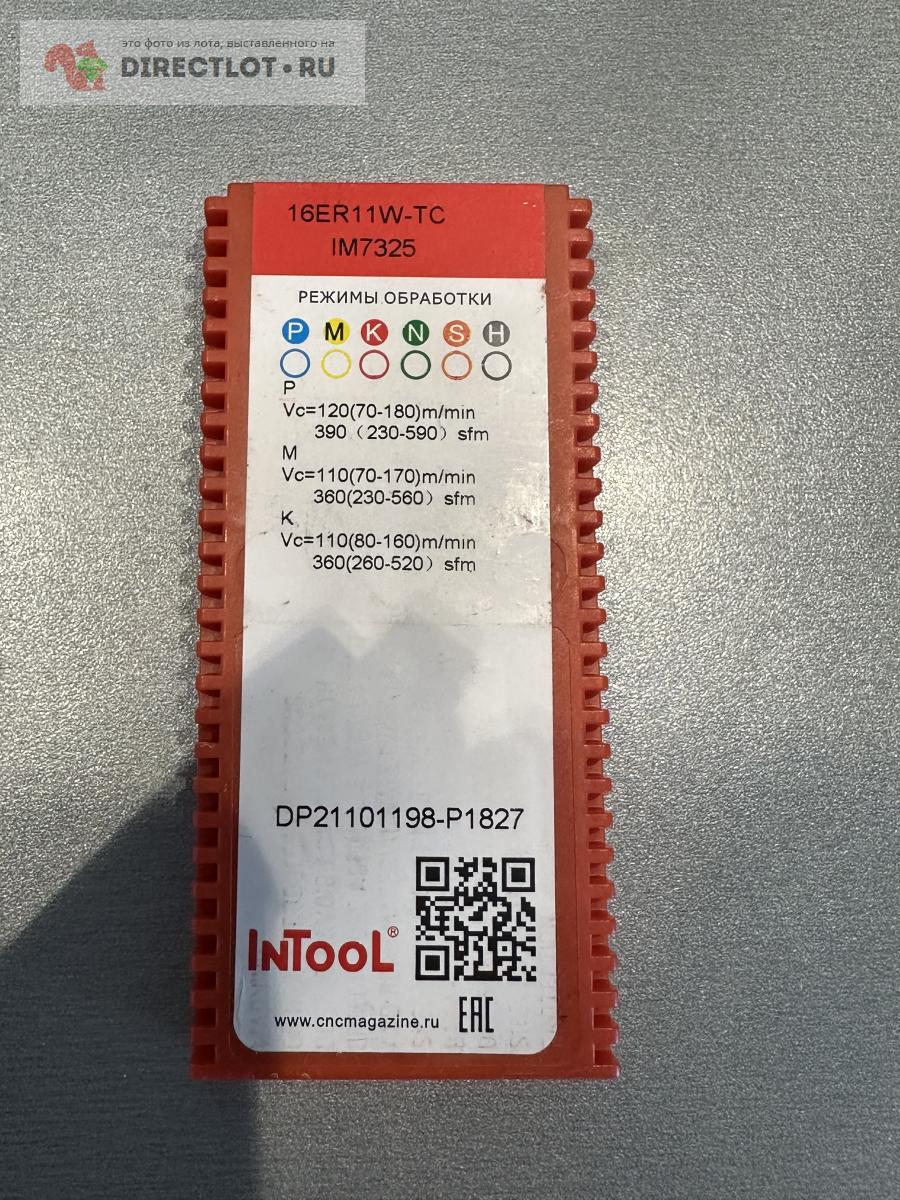 это фото из лота, выставленного на
DIRECTLOT.RU
16ER11W-TC
IM7325
РЕЖИМЫ ОБРАБОТКИ
P M K N S H
P
Vc=120(70-180)m/min
390（230-590）sfm
M
Vc=110(70-170)m/min
360(230-560）sfm
K
Vc=110(80-160)m/min
360(260-520）sfm
DP21101198-P1827
INTOOL®
www.cncmagazine.ru EAC